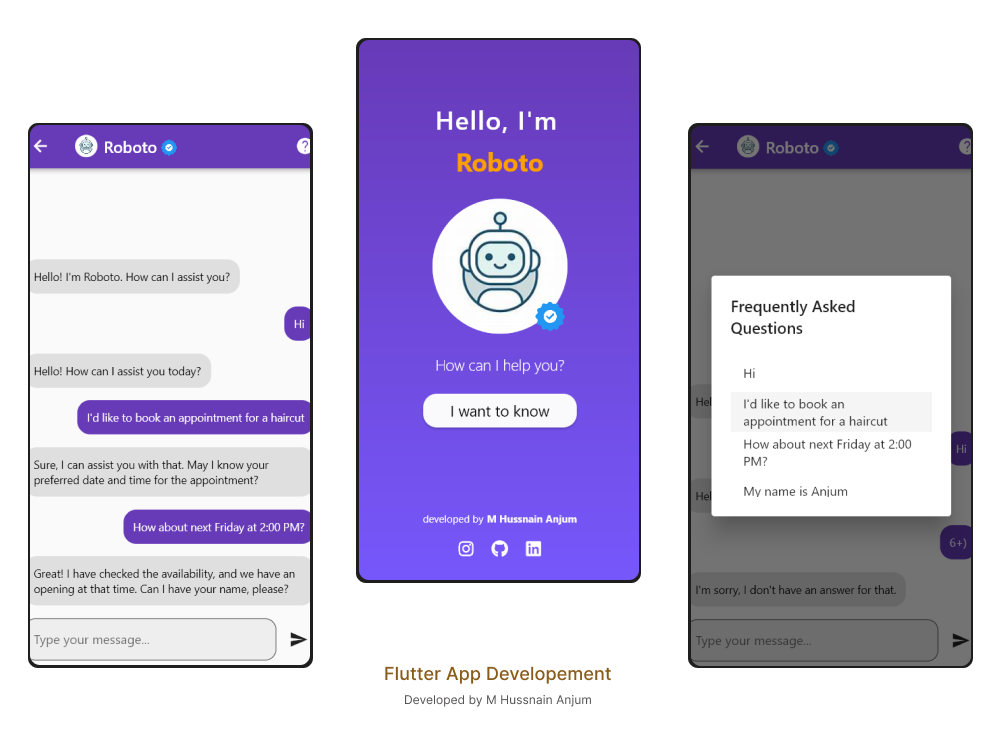 Roboto
Hello! I'm Roboto. How can I assist you?
Hi
Hello! How can I assist you today?
I'd like to book an appointment for a haircut
Sure, I can assist you with that. May I know your
preferred date and time for the appointment?
How about next Friday at 2:00 PM?
Great! I have checked the availability, and we have an
opening at that time. Can I have your name, please?
Type your message...
Hello, I'm
Roboto
How can I help you?
I want to know
developed by M Hussnain Anjum
Roboto
Frequently Asked
Questions
Hi
I'd like to book an
appointment for a haircut
How about next Friday at 2:00
PM?
My name is Anjum
Hel
Hi
Hel
6+)
I'm sorry, I don't have an answer for that.
Type your message...
Flutter App Developement
Developed by M Hussnain Anjum